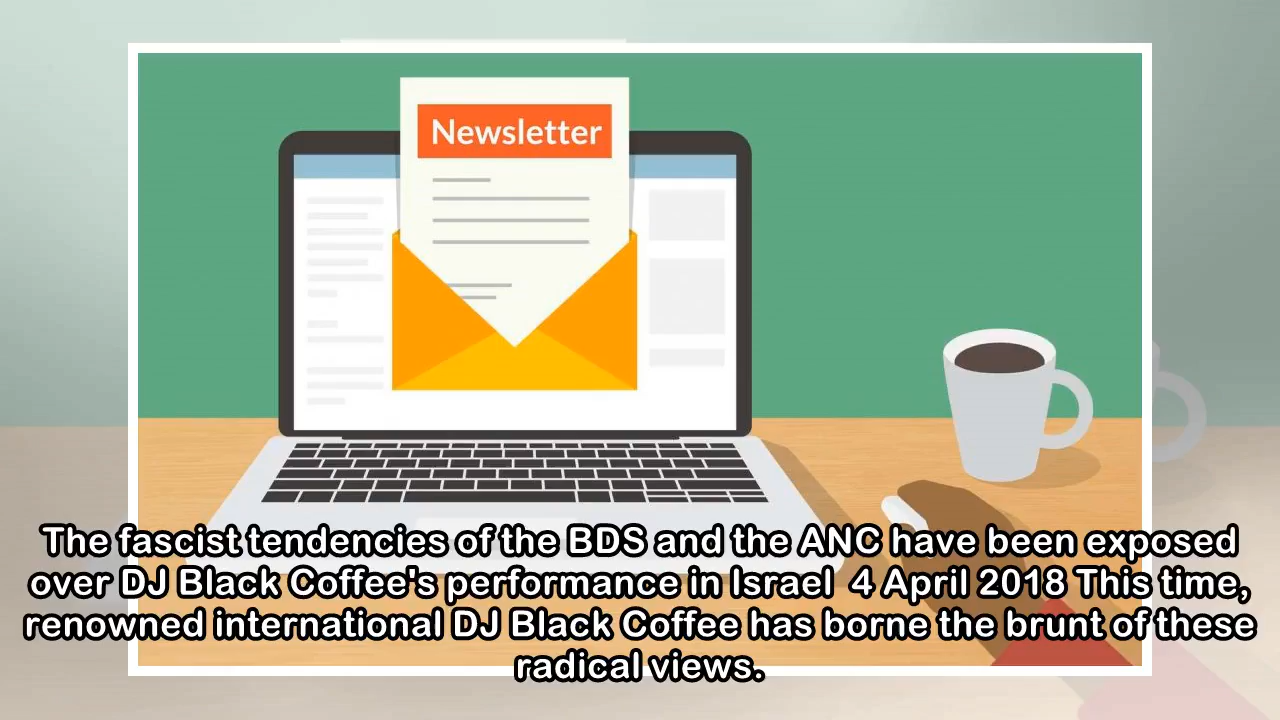 Newsletter
The fascist tendencies of the BDS and the ANC have been exposed
over DJ Black Coffee's performance in Israel  4 April 2018 This time,
renowned international DJ Black Coffee has borne the brunt of these
radical views.